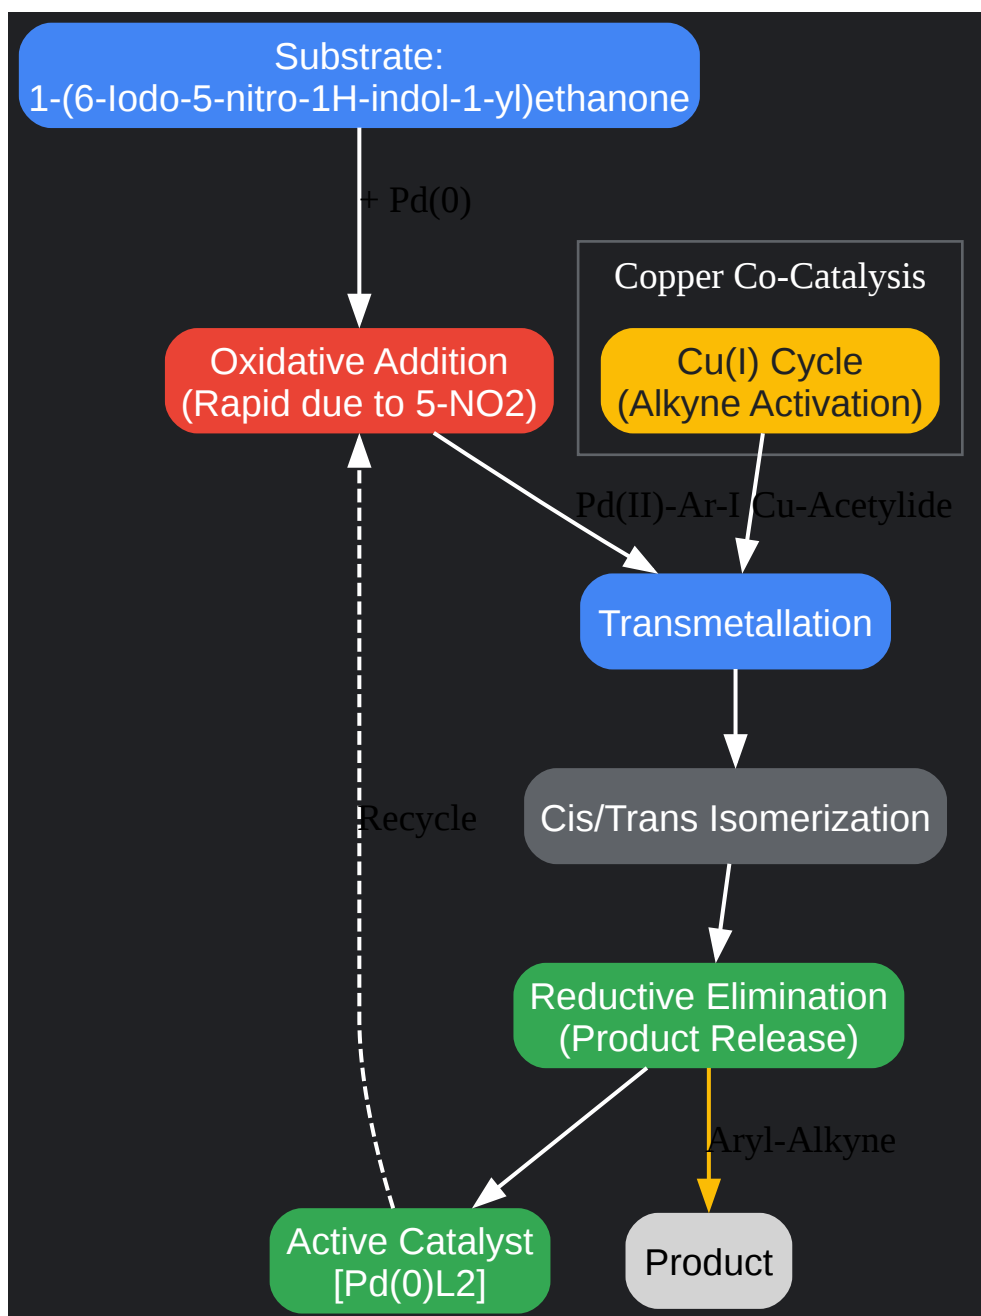 Substrate:
1-(6-Iodo-5-nitro-1H-indol-1-yl)ethanone
+ Pd(0)
Copper Co-Catalysis
Oxidative Addition
(Rapid due to 5-NO2)
Cu(I) Cycle
(Alkyne Activation)
Pd(II)-Ar-I
Cu-Acetylide
Transmetallation
Cis/Trans Isomerization
Recycle
Reductive Elimination
(Product Release)
Aryl-Alkyne
Active Catalyst
[Pd(0)L2]
Product